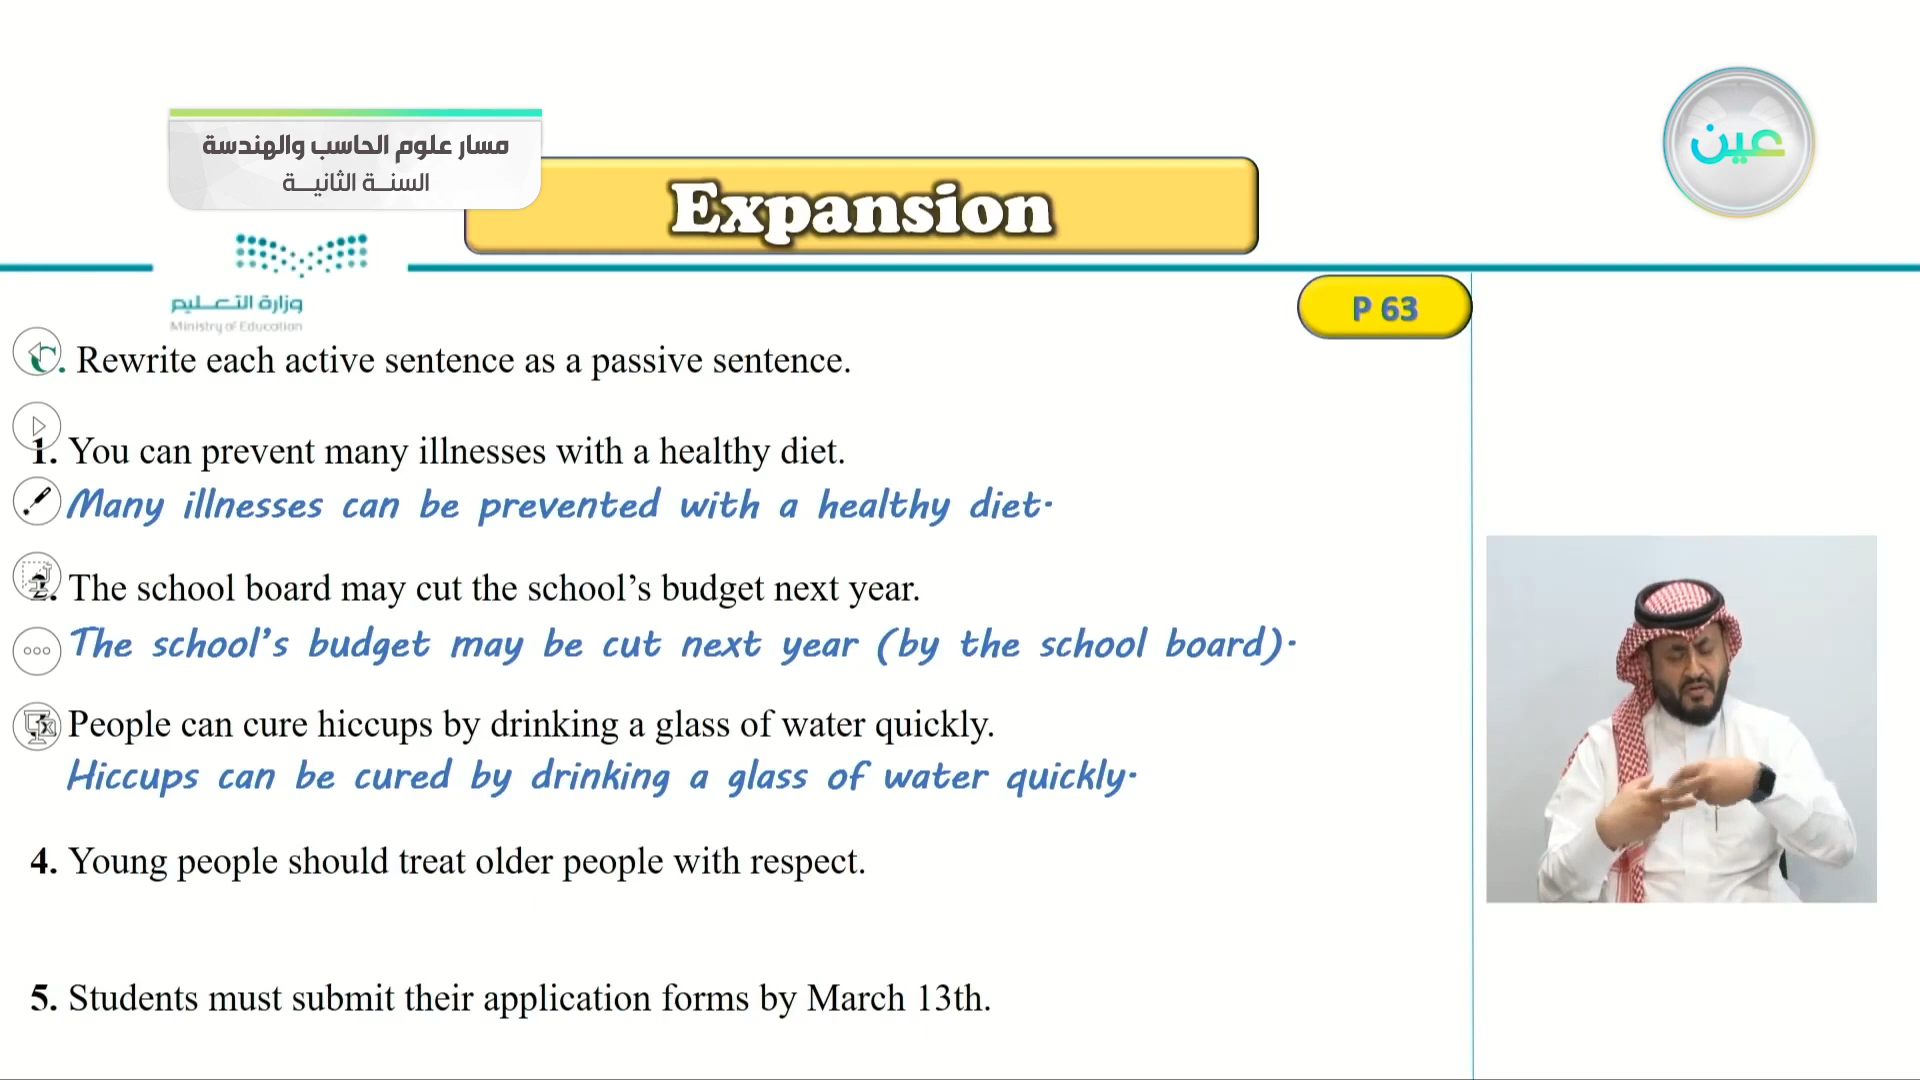 مسار علوم الحاسب والهندسة
السنــة الثانيــة
عين
Expansion
وزارة التعليم
Ministry of Education
P 63
C. Rewrite each active sentence as a passive sentence.
1. You can prevent many illnesses with a healthy diet.
Many illnesses can be prevented with a healthy diet.
2. The school board may cut the school’s budget next year.
The school’s budget may be cut next year (by the school board).
People can cure hiccups by drinking a glass of water quickly.
Hiccups can be cured by drinking a glass of water quickly.
4. Young people should treat older people with respect.
5. Students must submit their application forms by March 13th.